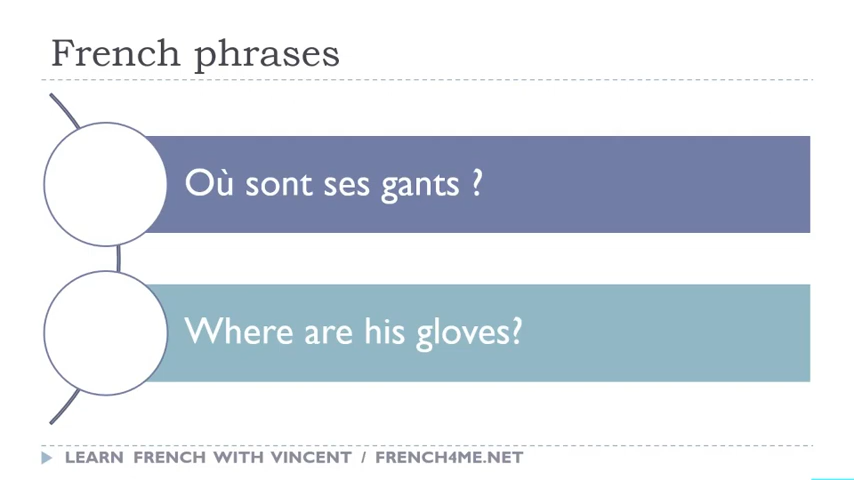 French phrases
Où sont ses gants ?
Where are his gloves?
LEARN FRENCH WITH VINCENT / FRENCH4ME.NET